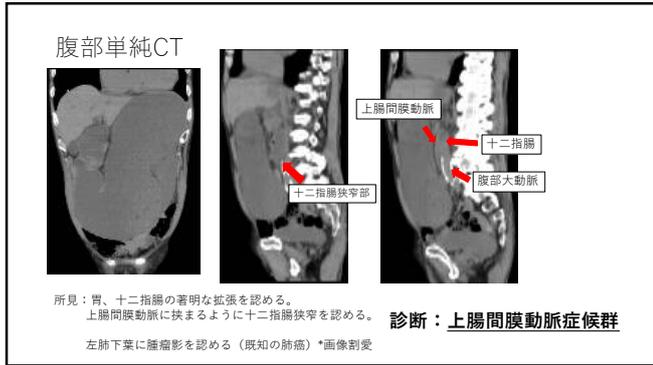 腹部単純CT
上腸間膜動脈
十二指腸
腹部大動脈
十二指腸狭窄部
所見：胃、十二指腸の著明な拡張を認める。
上腸間膜動脈に挟まるように十二指腸狭窄を認める。
左肺下葉に腫瘤影を認める（既知の肺癌）*画像割愛
診断：上腸間膜動脈症候群